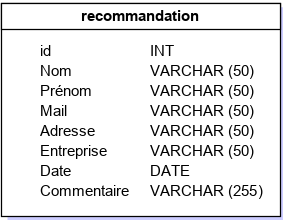 recommandation
id INT
Nom VARCHAR (50)
Prénom VARCHAR (50)
Mail VARCHAR (50)
Adresse VARCHAR (50)
Entreprise VARCHAR (50)
Date DATE
Commentaire VARCHAR (255)